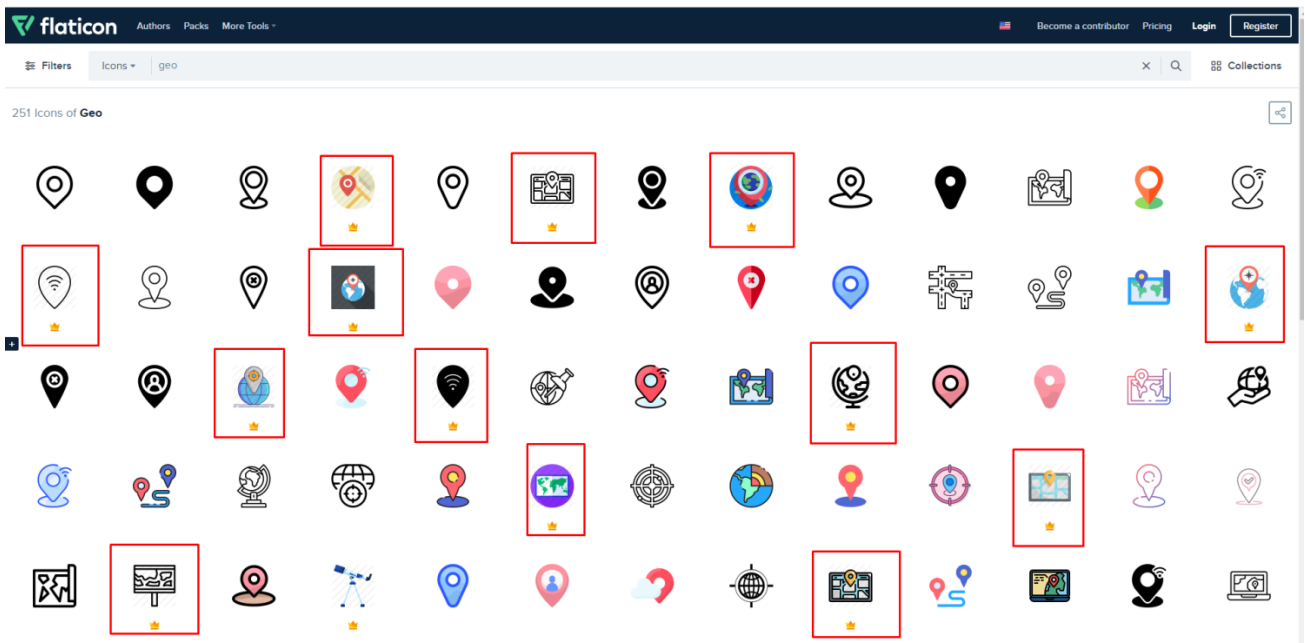 flaticon Authors Packs More Tools Become a contributor Pricing Login Register
Filters Icons geo Collections
251 Icons of Geo